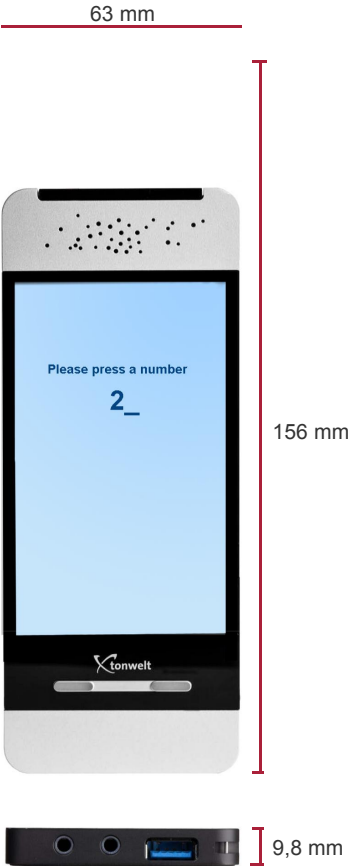 63 mm
Please press a number
2_
156 mm
tonwelt
9,8 mm